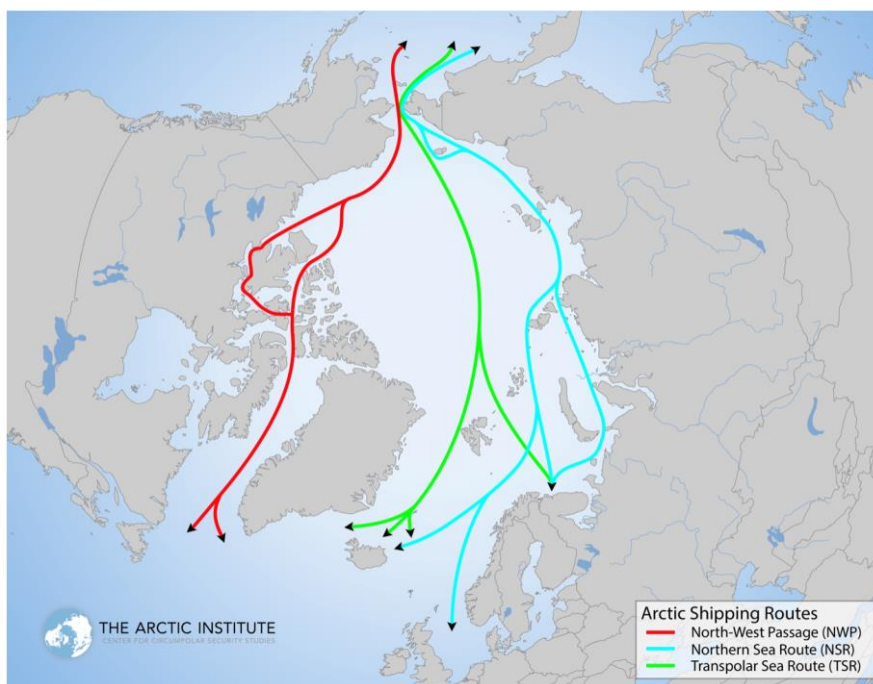 THE ARCTIC INSTITUTE
CENTER FOR CIRCUMPOLAR SECURITY STUDIES
Arctic Shipping Routes
North-West Passage (NWP)
Northern Sea Route (NSR)
Transpolar Sea Route (TSR)